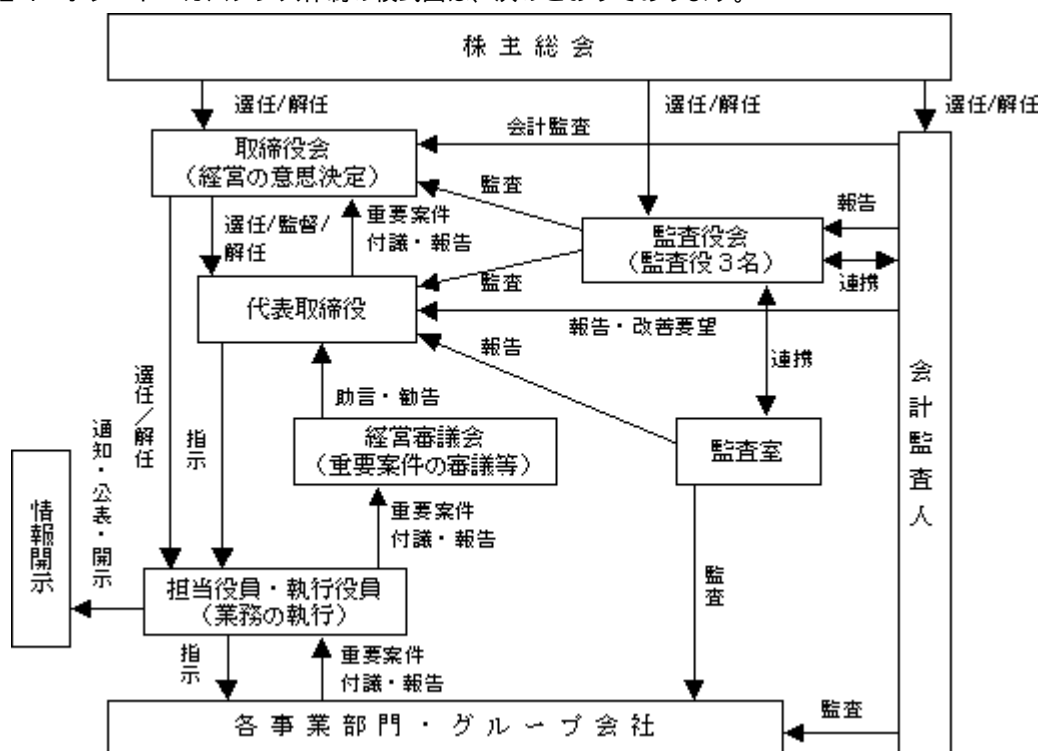 株主総会
選任/解任
選任/解任
選任/解任
会計監査
取締役会
(経営の意思決定)
監査
報告
重要案件
付議・報告
選任/監督/
解任
監査役会
(監査役3名)
連携
監査
代表取締役
報告・改善要望
報告
連携
会計監査人
選任/解任
助言・勧告
指示
経営審議会
(重要案件の審議等)
監査室
通知・公表・開示
情報開示
重要案件
付議・報告
担当役員・執行役員
(業務の執行)
監査
指示
重要案件
付議・報告
各事業部門・グループ会社
監査